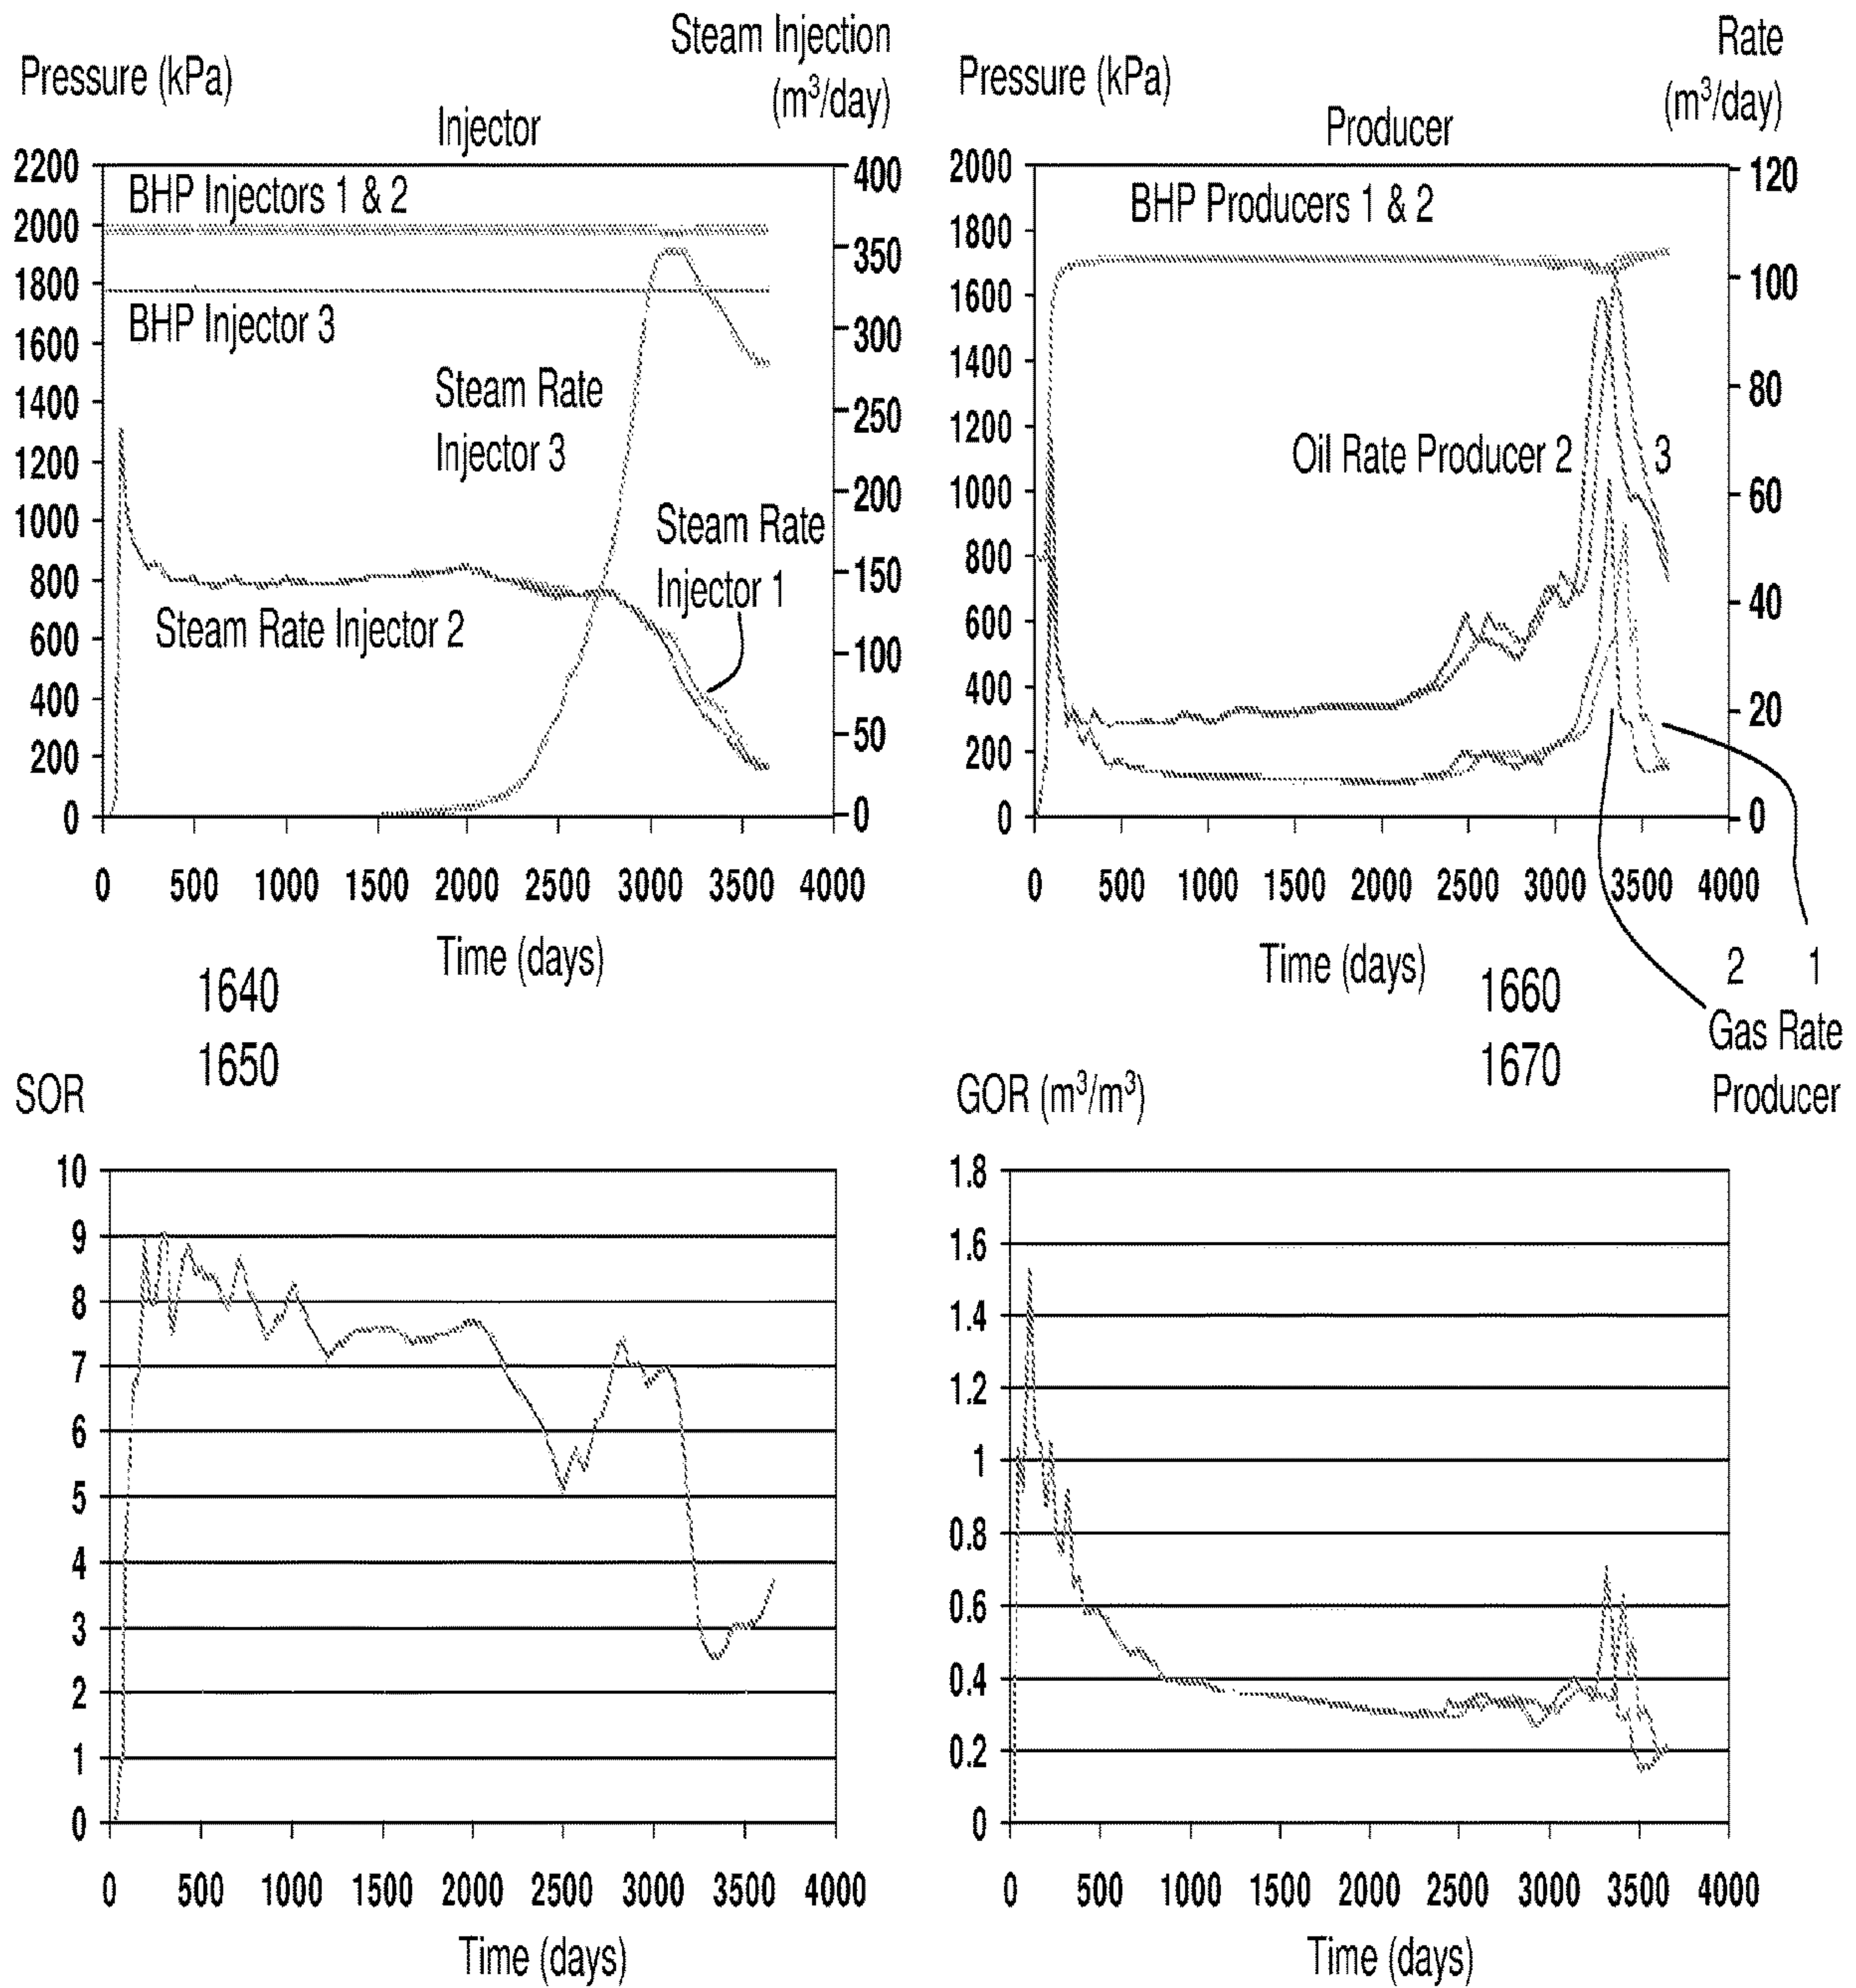 Steam Injection
Pressure (kPa)
(m³/day)
Injector
2200
2000
1800
1600
1400
1200
1000
800
600
400
200
0
400
350
300
250
200
150
100
50
0
BHP Injectors 1 & 2
BHP Injector 3
Steam Rate
Injector 3
Steam Rate
Injector 1
Steam Rate Injector 2
0 500 1000 1500 2000 2500 3000 3500 4000
Time (days)
1640
Rate
Pressure (kPa)
(m³/day)
Producer
2000
1800
1600
1400
1200
1000
800
600
400
200
0
120
100
80
60
40
20
0
BHP Producers 1 & 2
Oil Rate Producer 2 3
0 500 1000 1500 2000 2500 3000 3500 4000
Time (days)
1660
2 1
Gas Rate
Producer
1650
SOR
10
9
8
7
6
5
4
3
2
1
0
0 500 1000 1500 2000 2500 3000 3500 4000
Time (days)
1670
GOR (m³/m³)
1.8
1.6
1.4
1.2
1
0.8
0.6
0.4
0.2
0
0 500 1000 1500 2000 2500 3000 3500 4000
Time (days)